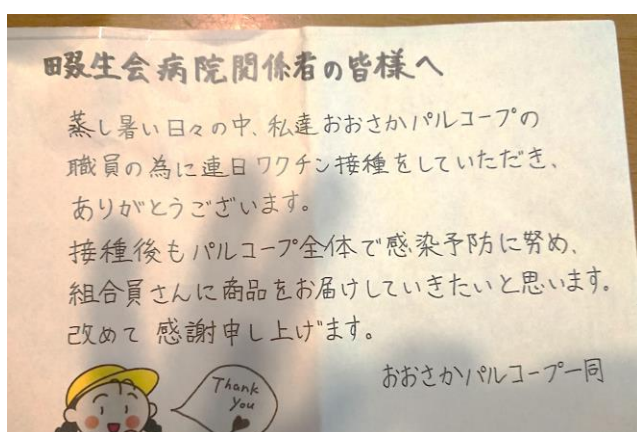 畷生会病院関係者の皆様へ
蒸し暑い日々の中、私達おおさかパルコープの
職員の為に連日ワクチン接種をしていただき、
ありがとうございます。
接種後もパルコープ全体で感染予防に努め、
組合員さんに商品をお届けしていきたいと思います。
改めて感謝申し上げます。
おおさかパルコープ一同
Thank
you